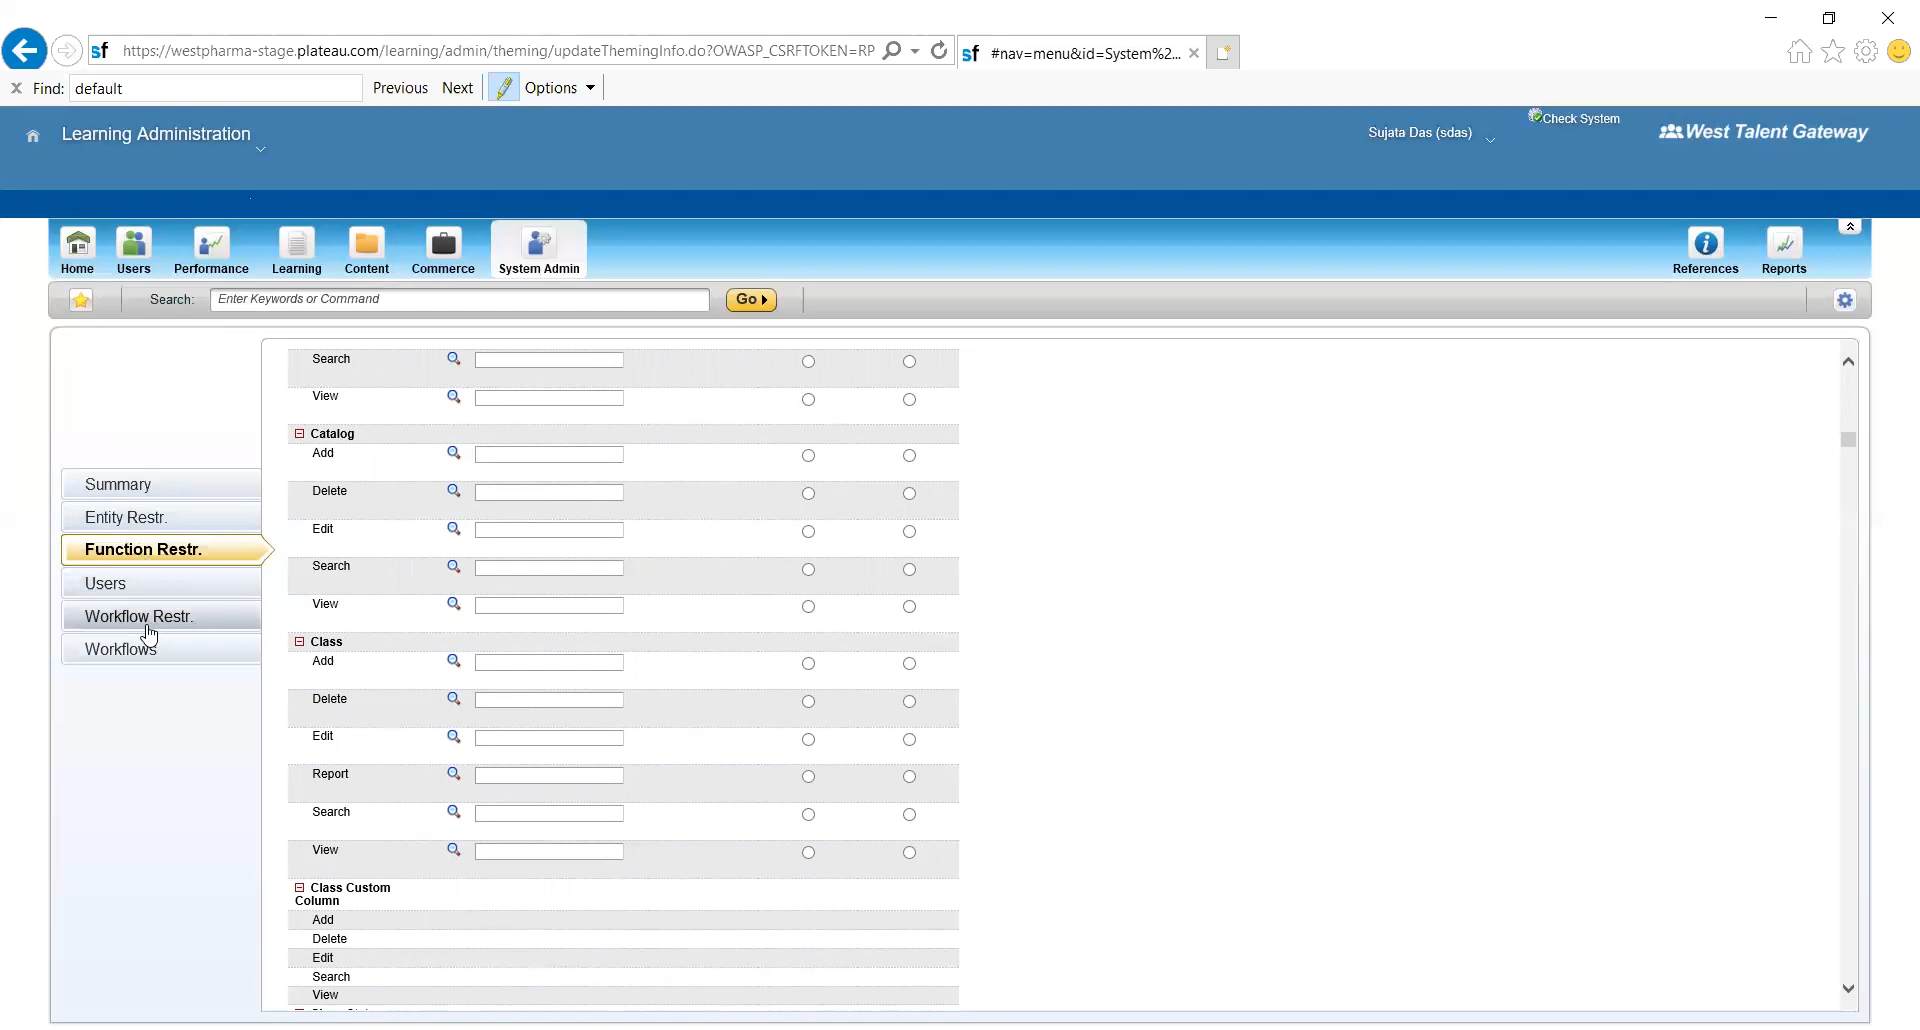 sf https://westpharma-stage.plateau.com/learning/admin/theming/updateThemingInfo.do?OWASP_CSRFTOKEN=RP
sf #nav=menu&id=System%2...
Find: default Previous Next Options
Learning Administration
Sujata Das (sdas)
Check System
West Talent Gateway
Home
Users
Performance
Learning
Content
Commerce
System Admin
References
Reports
Search: Enter Keywords or Command Go
Summary
Entity Restr.
Function Restr.
Users
Workflow Restr.
Workflows
Search
View
Catalog
Add
Delete
Edit
Search
View
Class
Add
Delete
Edit
Report
Search
View
Class Custom
Column
Add
Delete
Edit
Search
View